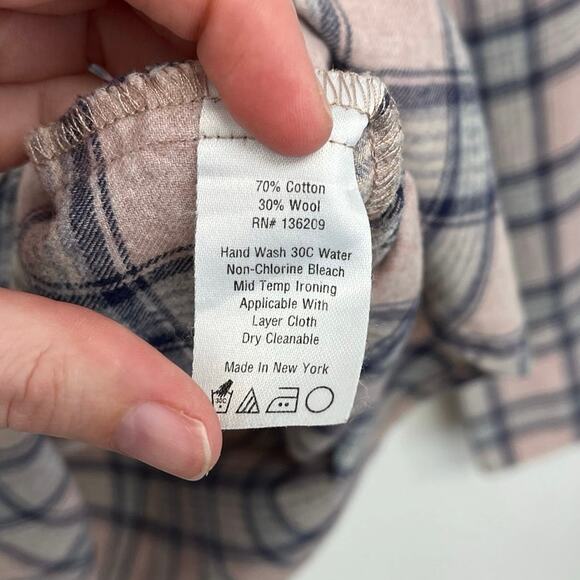 70% Cotton
30% Wool
RN# 136209
Hand Wash 30C Water
Non-Chlorine Bleach
Mid Temp Ironing
Applicable With
Layer Cloth
Dry Cleanable
Made In New York
30C